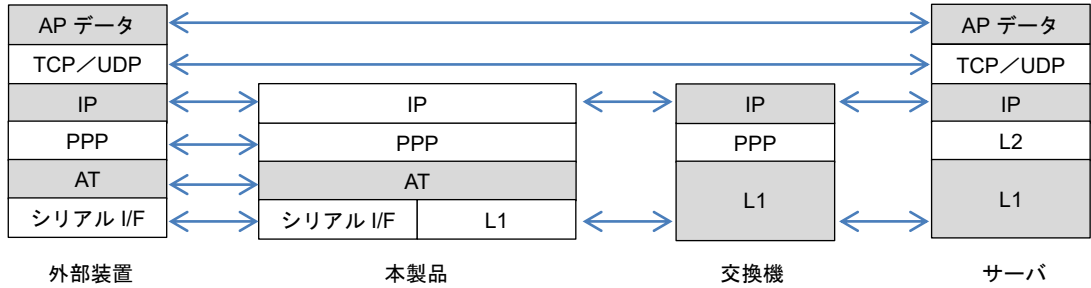 AP データ AP データ
TCP／UDP TCP／UDP
IP IP IP IP
PPP PPP PPP L2
AT AT L1 L1
シリアル I/F シリアル I/F L1
外部装置 本製品 交換機 サーバ